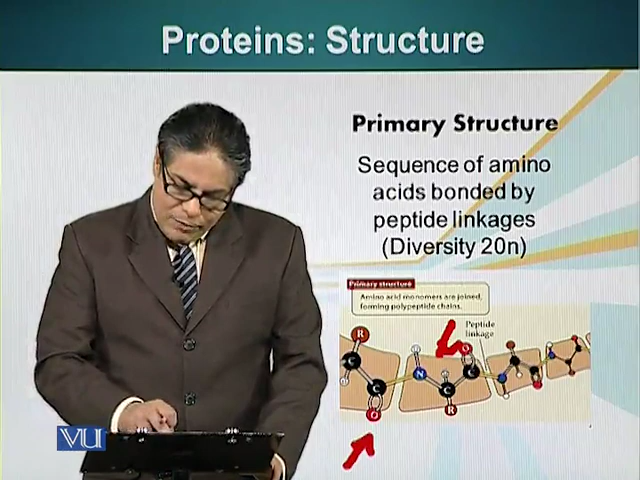 Proteins: Structure
Primary Structure
Sequence of amino
acids bonded by
peptide linkages
(Diversity 20n)
Primary structure
Amino acid monomers are joined,
forming polypeptide chains.
Peptide
linkage
R
H
N
O
C
C
H
C
C
N
H
O
R
VU